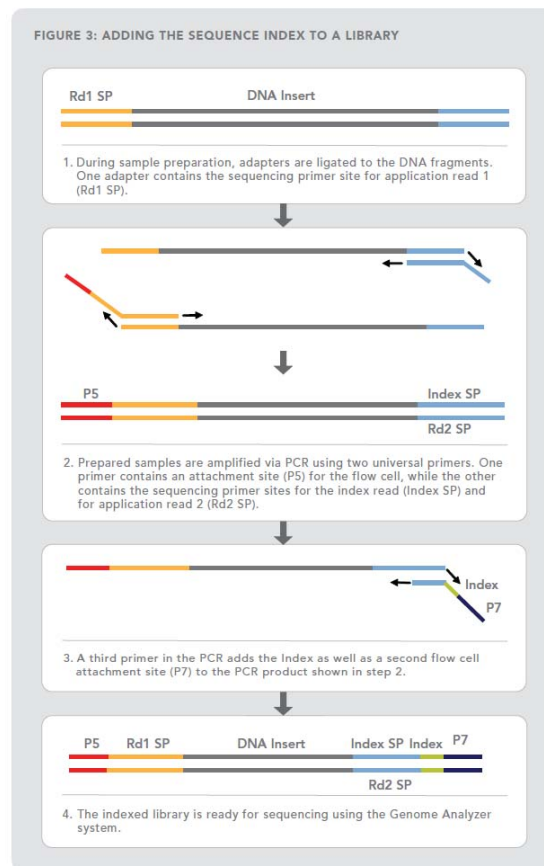 FIGURE 3: ADDING THE SEQUENCE INDEX TO A LIBRARY
Rd1 SP DNA Insert
1. During sample preparation, adapters are ligated to the DNA fragments.
One adapter contains the sequencing primer site for application read 1
(Rd1 SP).
P5 Index SP
Rd2 SP
2. Prepared samples are amplified via PCR using two universal primers. One
primer contains an attachment site (P5) for the flow cell, while the other
contains the sequencing primer sites for the index read (Index SP) and
for application read 2 (Rd2 SP).
Index
P7
3. A third primer in the PCR adds the Index as well as a second flow cell
attachment site (P7) to the PCR product shown in step 2.
P5 Rd1 SP DNA Insert Index SP Index P7
Rd2 SP
4. The indexed library is ready for sequencing using the Genome Analyzer
system.